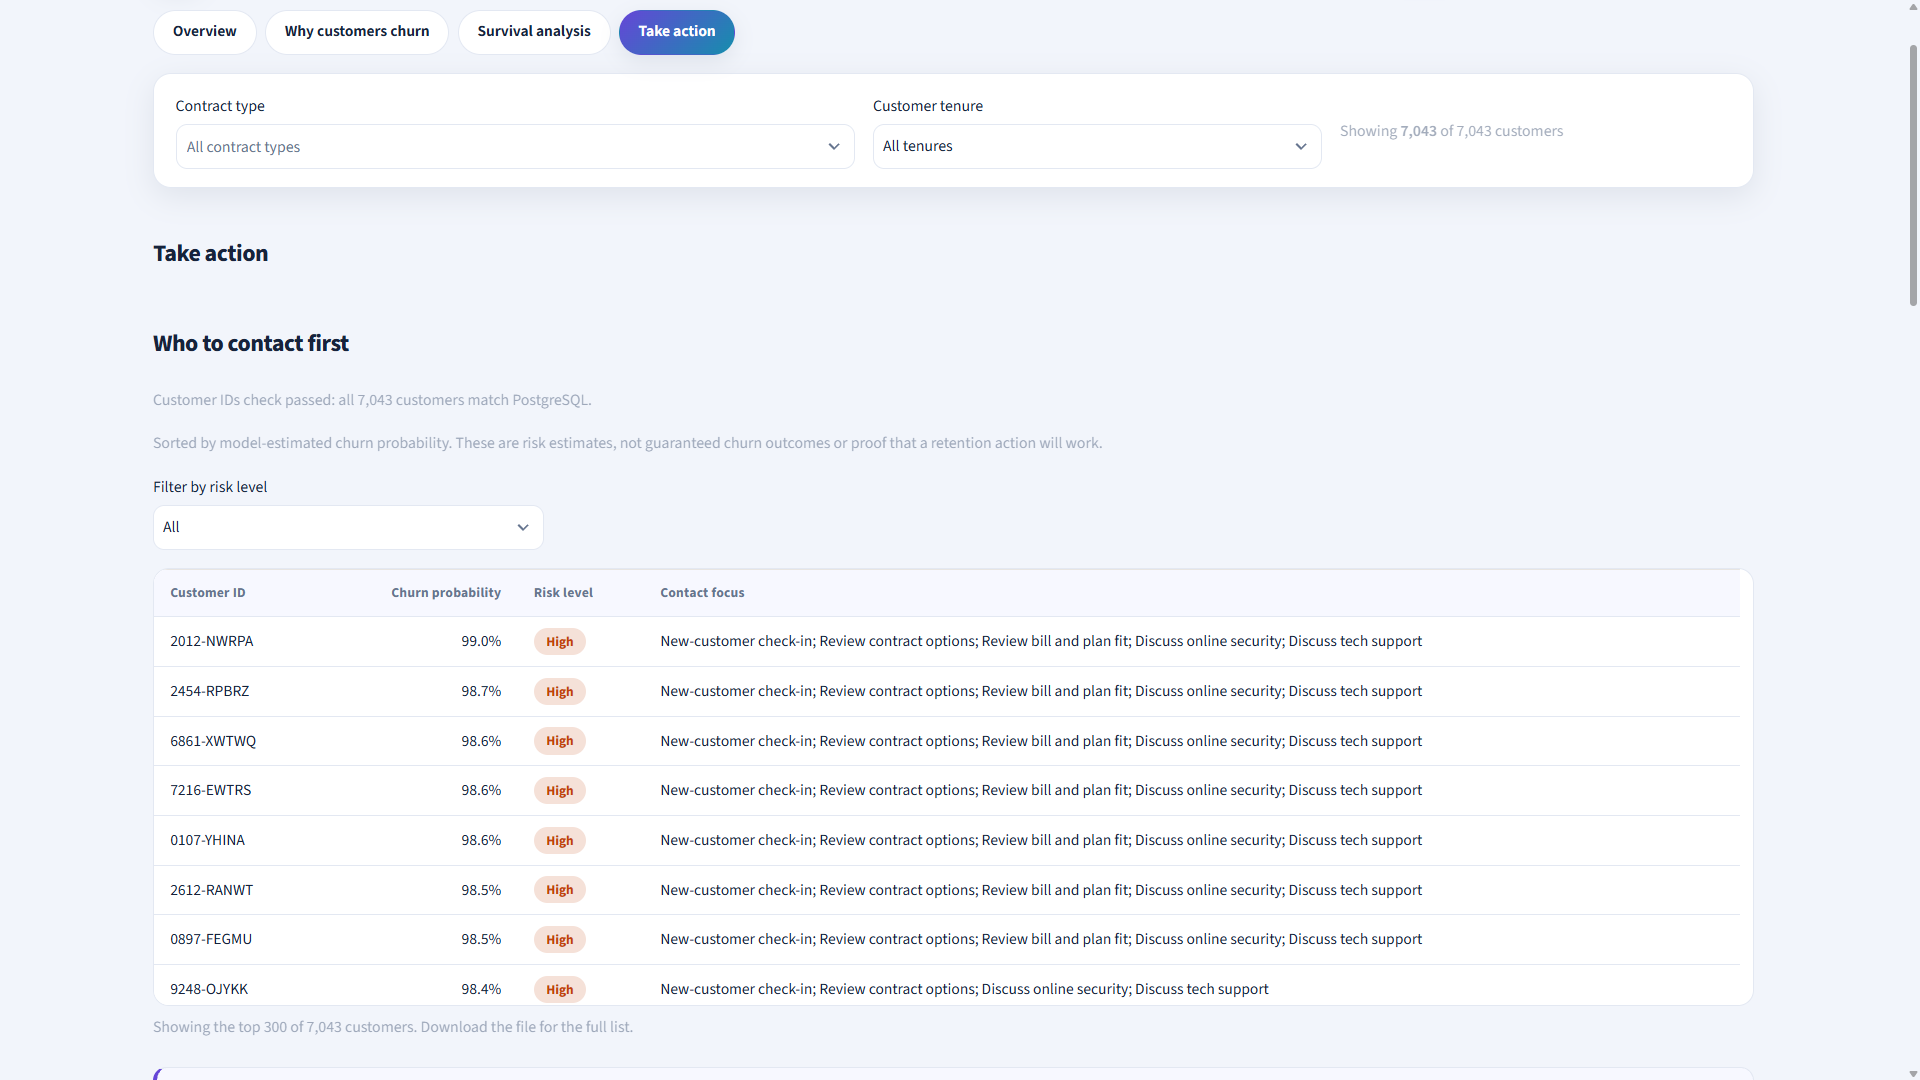 Overview Why customers churn Survival analysis Take action
Contract type Customer tenure
All contract types All tenures Showing 7,043 of 7,043 customers
Take action
Who to contact first
Customer IDs check passed: all 7,043 customers match PostgreSQL.
Sorted by model-estimated churn probability. These are risk estimates, not guaranteed churn outcomes or proof that a retention action will work.
Filter by risk level
All
Customer ID Churn probability Risk level Contact focus
2012-NWRPA 99.0% High New-customer check-in; Review contract options; Review bill and plan fit; Discuss online security; Discuss tech support
2454-RPBRZ 98.7% High New-customer check-in; Review contract options; Review bill and plan fit; Discuss online security; Discuss tech support
6861-XWTWQ 98.6% High New-customer check-in; Review contract options; Review bill and plan fit; Discuss online security; Discuss tech support
7216-EWTRS 98.6% High New-customer check-in; Review contract options; Review bill and plan fit; Discuss online security; Discuss tech support
0107-YHINA 98.6% High New-customer check-in; Review contract options; Review bill and plan fit; Discuss online security; Discuss tech support
2612-RANWT 98.5% High New-customer check-in; Review contract options; Review bill and plan fit; Discuss online security; Discuss tech support
0897-FEGMU 98.5% High New-customer check-in; Review contract options; Review bill and plan fit; Discuss online security; Discuss tech support
9248-OJYKK 98.4% High New-customer check-in; Review contract options; Discuss online security; Discuss tech support
Showing the top 300 of 7,043 customers. Download the file for the full list.